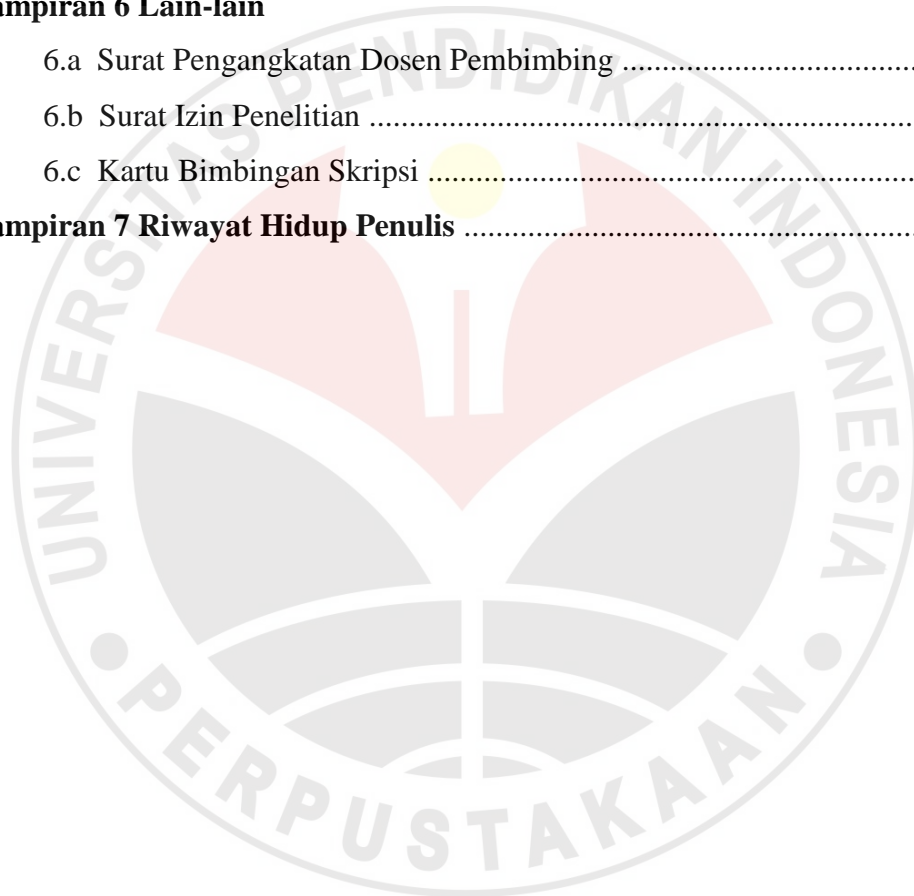 ampiran 6 Lain-lain
6.a Surat Pengangkatan Dosen Pembimbing ...................................
6.b Surat Izin Penelitian ....................................................................
6.c Kartu Bimbingan Skripsi .............................................................
ampiran 7 Riwayat Hidup Penulis ........................................................
UNIVERSITAS PENDIDIKAN INDONESIA
• PERPUSTAKAAN •